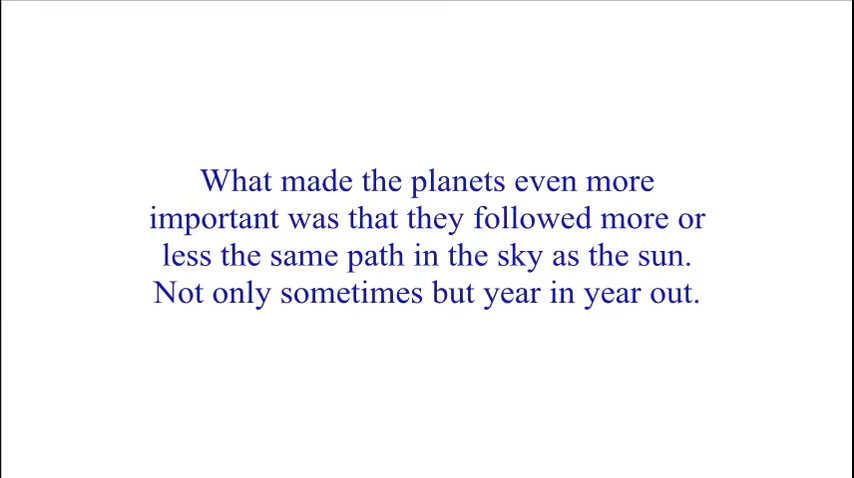 What made the planets even more
important was that they followed more or
less the same path in the sky as the sun.
Not only sometimes but year in year out.